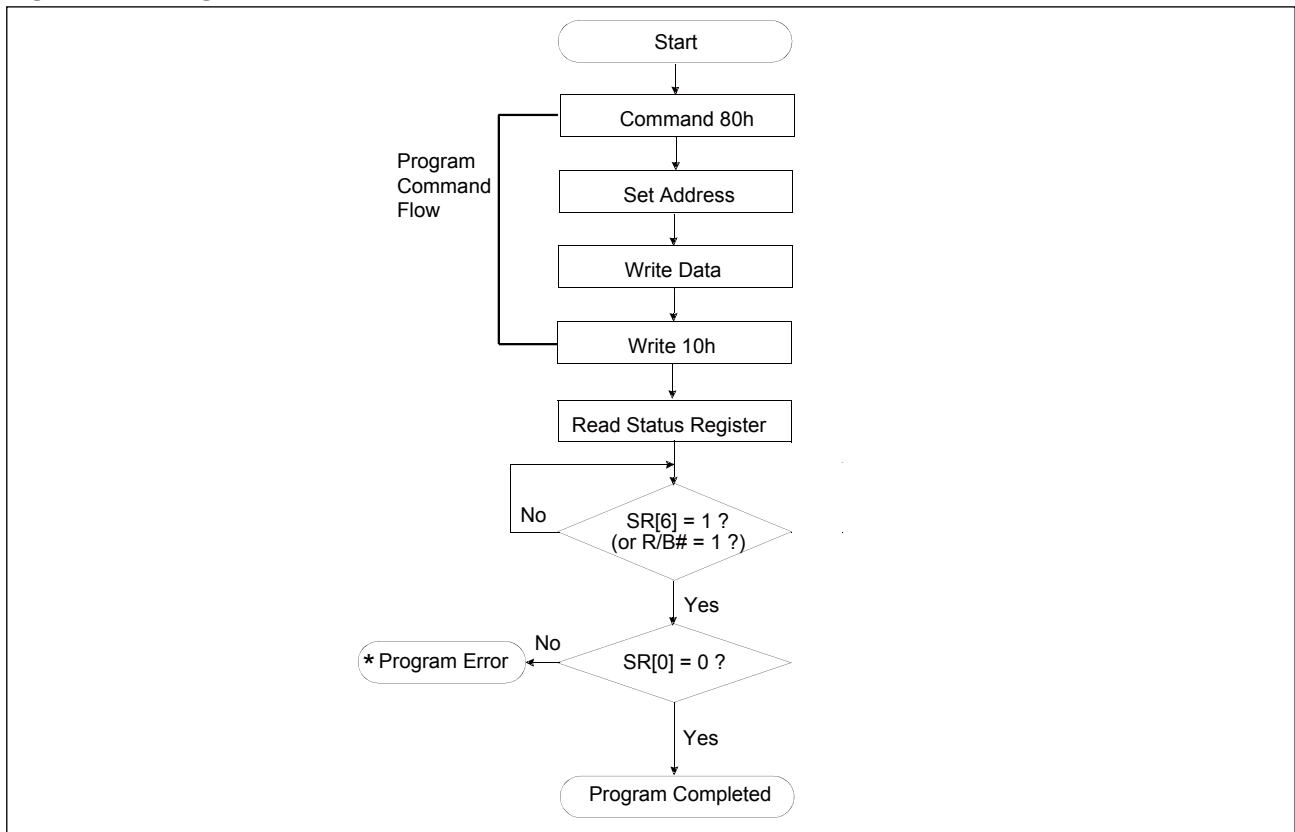 Start
Command 80h
Program
Command
Flow
Set Address
Write Data
Write 10h
Read Status Register
No
SR[6] = 1 ?
(or R/B# = 1 ?)
Yes
No
* Program Error
SR[0] = 0 ?
Yes
Program Completed